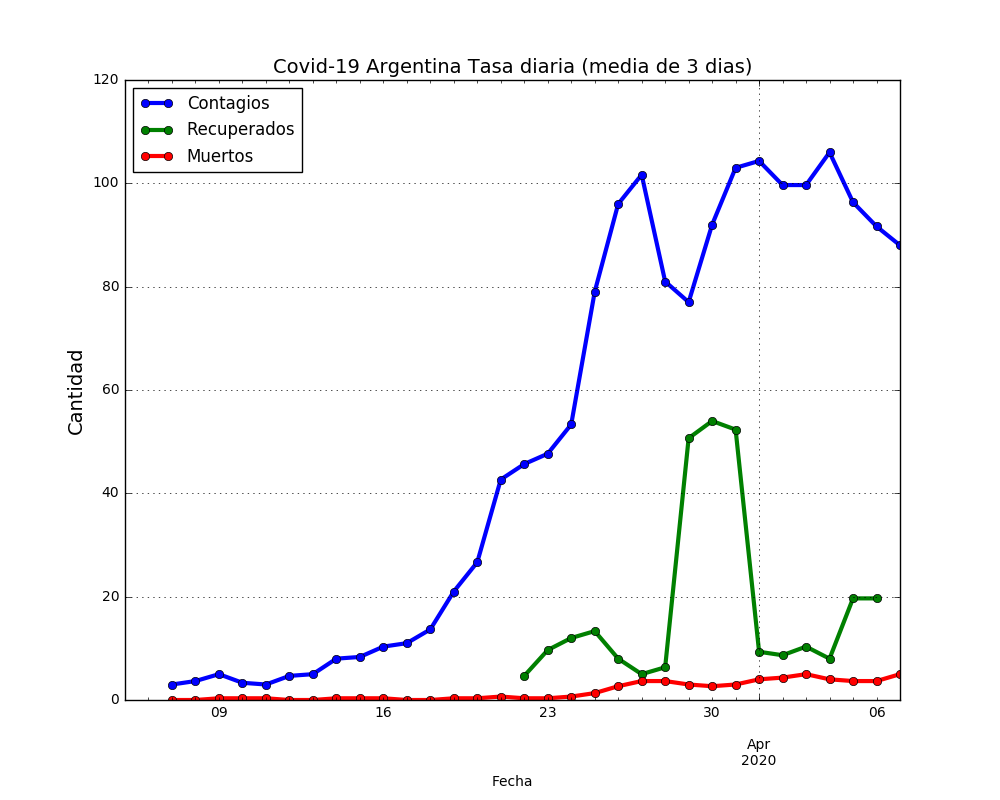 Covid-19 Argentina Tasa diaria (media de 3 dias)
120
100
80
60
40
20
0
Cantidad
Contagios
Recuperados
Muertos
09
16
23
30
06
Apr
2020
Fecha